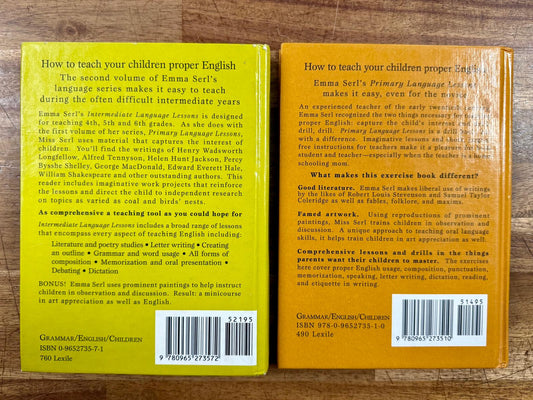 How to teach your children proper English
The second volume of Emma Serl's
language series makes it easy to teach
during the often difficult intermediate years
Emma Serl's Intermediate Language Lessons is designed
for teaching 4th, 5th and 6th grades. As she does with
the first volume of her series, Primary Language Lessons,
Miss Serl uses material that captures the interest of
children. You'll find the writings of Henry Wadsworth
Longfellow, Alfred Tennyson, Helen Hunt Jackson, Percy
Bysshe Shelley, George MacDonald, Edward Everett Hale,
William Shakespeare and other outstanding authors. This
reader includes imaginative work projects that reinforce
the lessons and direct the child to independent research
on topics as varied as coal and birds' nests.
As comprehensive a teaching tool as you could hope for
Intermediate Language Lessons includes a broad range of lessons
that encompass every aspect of teaching English including:
Literature and poetry studies • Letter writing • Creating
an outline • Grammar and word usage • All forms of
composition • Memorization and oral presentation •
Debating • Dictation
BONUS! Emma Serl uses prominent paintings to help instruct
children in observation and discussion. Result: a minicourse
in art appreciation as well as English.
52195
GRAMMAR/ENGLISH/CHILDREN
ISBN 0-9652735-7-1
760 Lexile
9 780965 273572
How to teach your children proper English
Emma Serl's Primary Language Lessons
makes it easy, even for the
An experienced teacher of the early twentieth
Emma Serl recognized the two things necessary for
proper English: capture the child's interest
drill, drill. Primary Language Lessons is a drill
with a difference. Imaginative lessons and short,
free instructions for teachers make it a pleasure
student and teacher—especially when the teacher is a
schooling mom.
What makes this exercise book different?
Good literature. Emma Serl makes liberal use of writings
by the likes of Robert Louis Stevenson and Samuel Taylor
Coleridge as well as fables, folklore, and maxims.
Famed artwork. Using reproductions of prominent
paintings, Miss Serl trains children in observation and
discussion. A unique approach to teaching oral language
skills, it helps train children in art appreciation as well.
Comprehensive lessons and drills in the things
parents want their children to master. The exercises
here cover proper English usage, composition, punctuation,
memorization, speaking, letter writing, dictation, reading,
and etiquette in writing.
51495
GRAMMAR/ENGLISH/CHILDREN
ISBN 978-0-9652735-1-0
490 Lexile
9 780965 273510